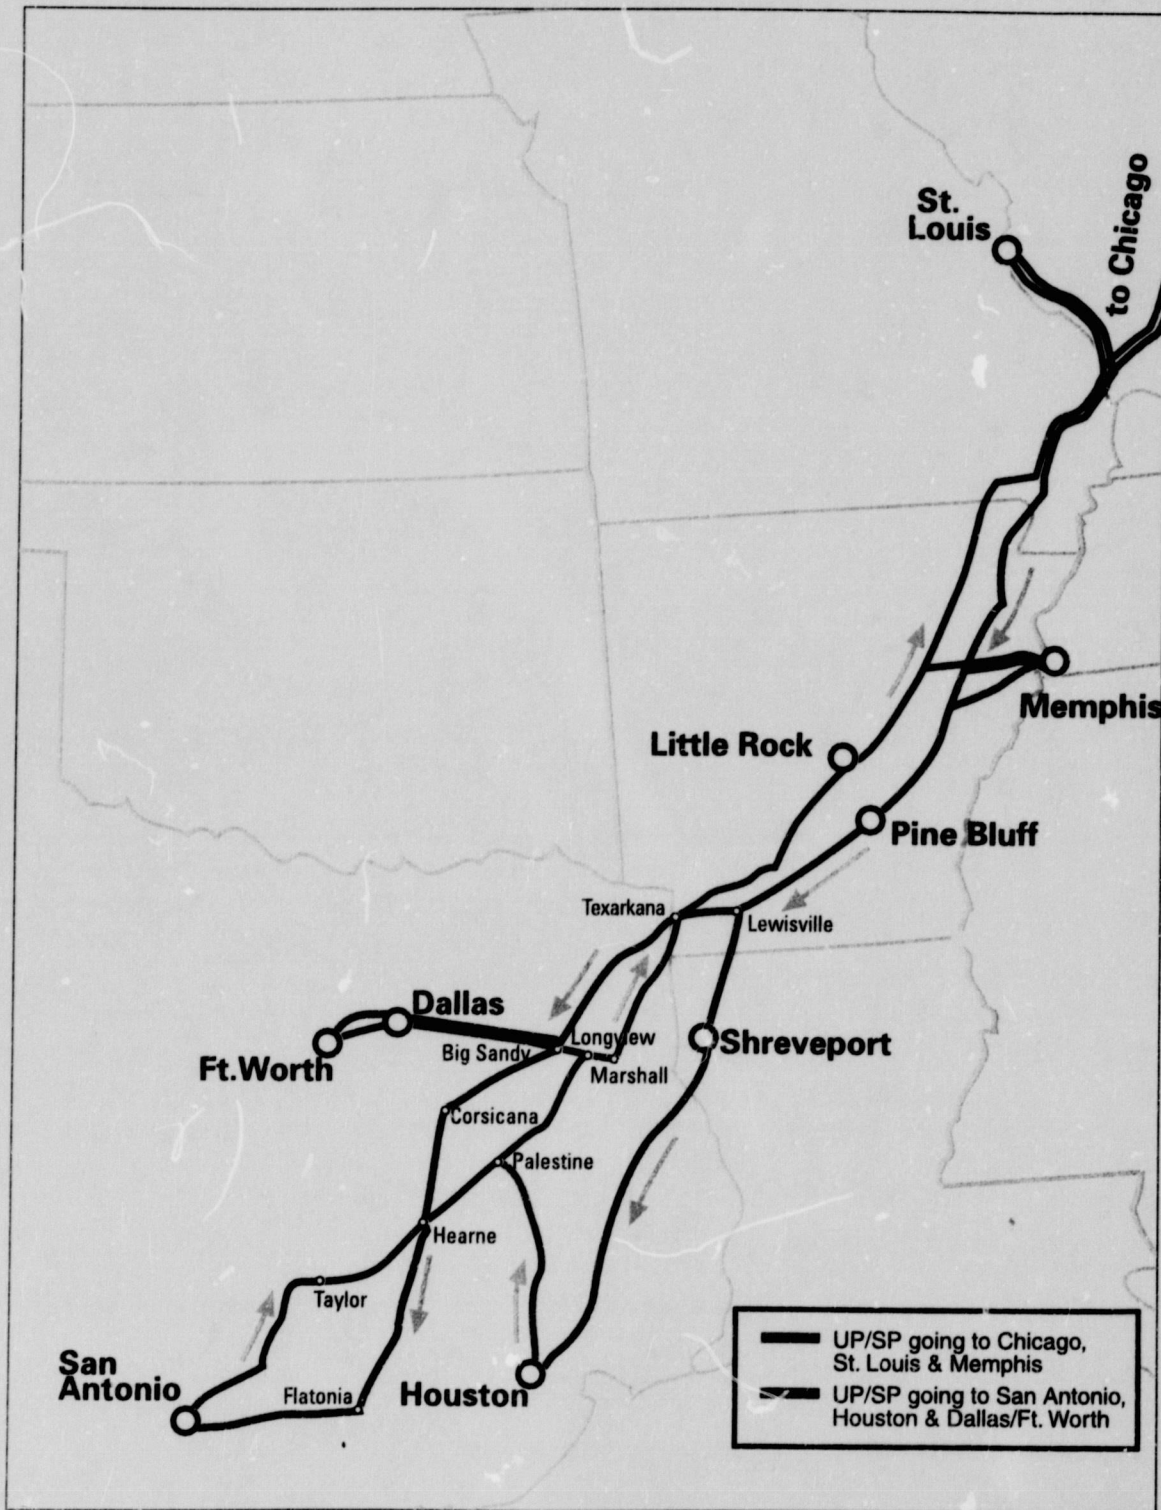 to Chicago
St.
Louis
Memphis
Little Rock
Pine Bluff
Texarkana
Lewisville
Dallas
Ft.Worth
Big Sandy
Longview
Marshall
Shreveport
Corsicana
Palestine
Hearne
Taylor
San
Antonio
Flatonia
Houston
UP/SP going to Chicago,
St. Louis & Memphis
UP/SP going to San Antonio,
Houston & Dallas/Ft. Worth